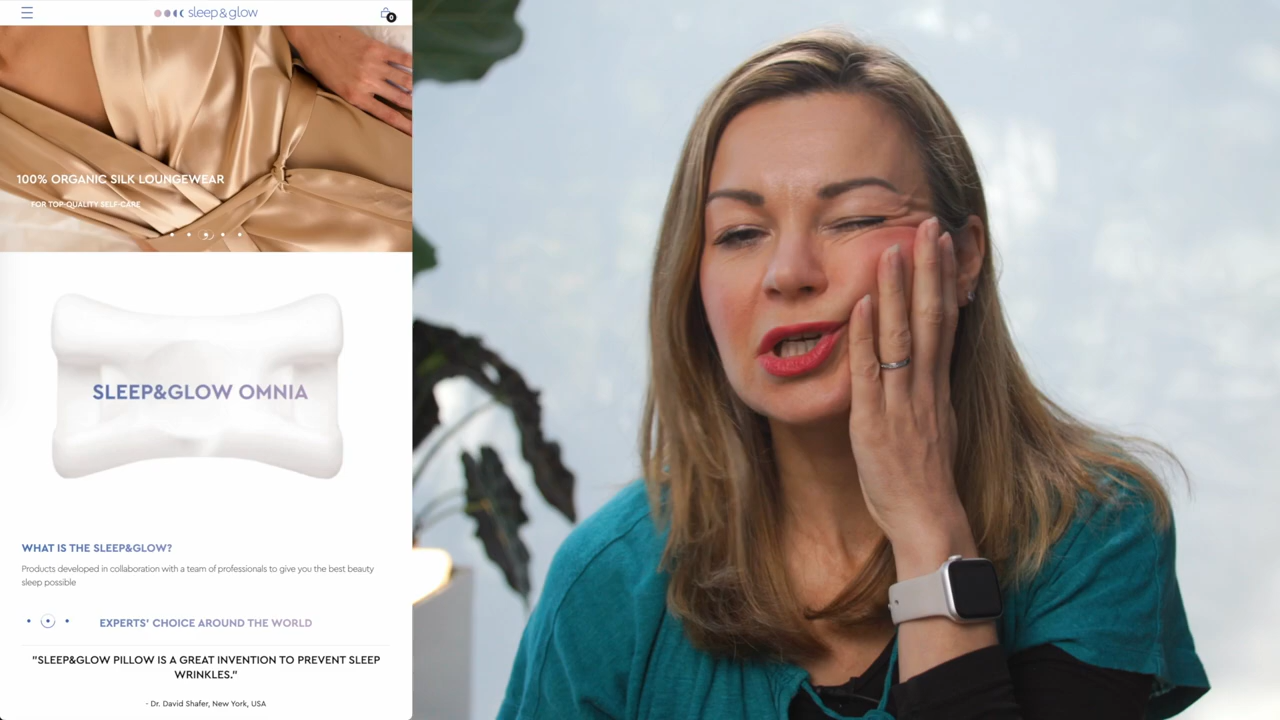 sleep&glow
0
100% ORGANIC SILK LOUNGEWEAR
FOR TOP-QUALITY SELF-CARE
SLEEP&GLOW OMNIA
WHAT IS THE SLEEP&GLOW?
Products developed in collaboration with a team of professionals to give you the best beauty
sleep possible
EXPERTS' CHOICE AROUND THE WORLD
"SLEEP&GLOW PILLOW IS A GREAT INVENTION TO PREVENT SLEEP
WRINKLES."
- Dr. David Shafer, New York, USA